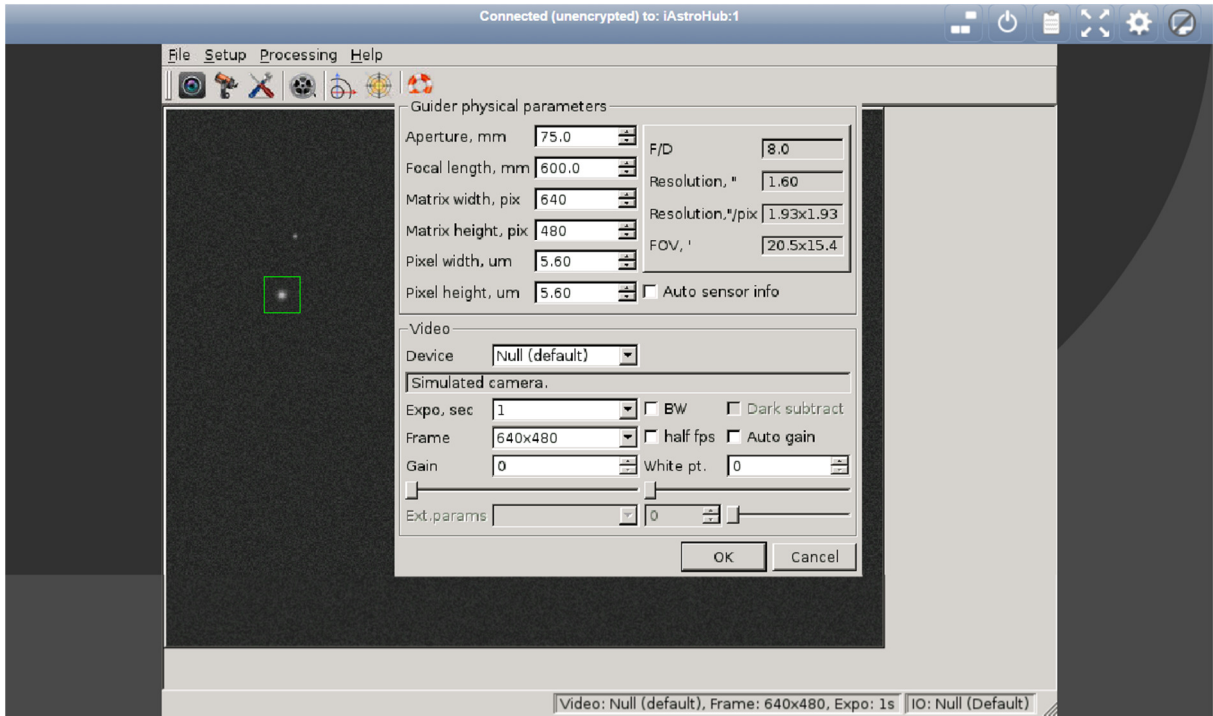 Connected (unencrypted) to: iAstroHub:1
File Setup Processing Help
Guider physical parameters
Aperture, mm 75.0
Focal length, mm 600.0
Matrix width, pix 640
Matrix height, pix 480
Pixel width, um 5.60
Pixel height, um 5.60
F/D 8.0
Resolution, " 1.60
Resolution,"/pix 1.93x1.93
FOV, ' 20.5x15.4
Auto sensor info
Video
Device Null (default)
Simulated camera.
Expo, sec 1 BW Dark subtract
Frame 640x480 half fps Auto gain
Gain 0 White pt. 0
Ext.params 0
OK Cancel
Video: Null (default), Frame: 640x480, Expo: 1s IO: Null (Default)